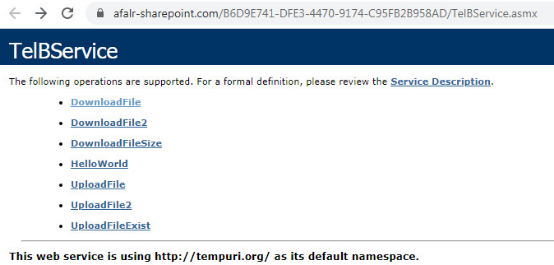 afalr-sharepoint.com/B6D9E741-DFE3-4470-9174-C95FB2B958AD/TelBService.asmx
TelBService
The following operations are supported. For a formal definition, please review the Service Description.
DownloadFile
DownloadFile2
DownloadFileSize
HelloWorld
UploadFile
UploadFile2
UploadFileExist
This web service is using http://tempuri.org/ as its default namespace.